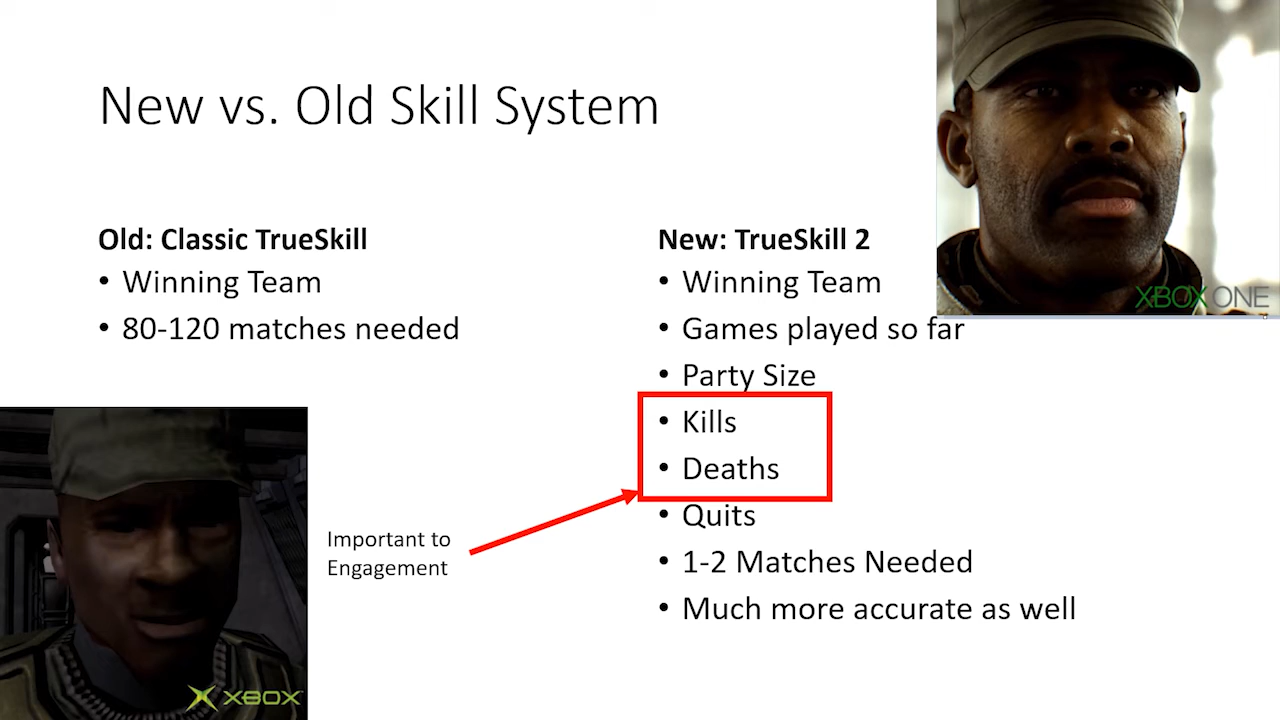 New vs. Old Skill System
Old: Classic TrueSkill
• Winning Team
• 80-120 matches needed
New: TrueSkill 2
• Winning Team
• Games played so far
• Party Size
• Kills
• Deaths
• Quits
• 1-2 Matches Needed
• Much more accurate as well
Important to
Engagement
XBOX ONE
XBOX